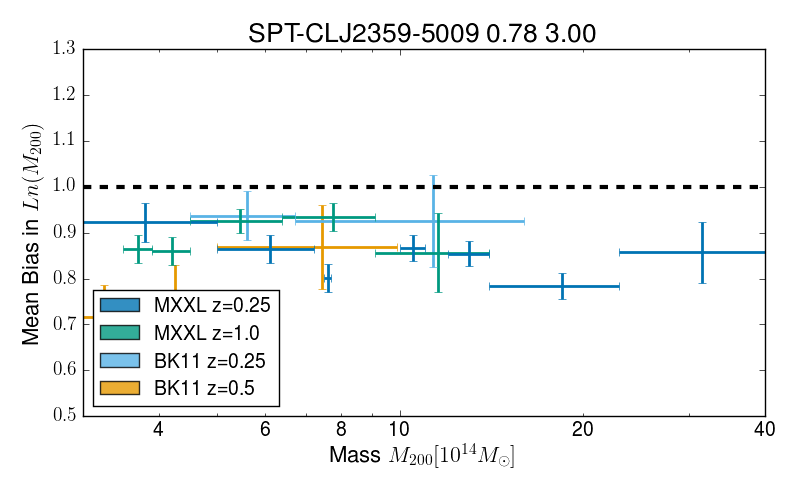 SPT-CLJ2359-5009 0.78 3.00
1.3
1.2
1.1
1.0
0.9
0.8
0.7
0.6
0.5
Mean Bias in Ln(M₂₀₀)
MXXL z=0.25
MXXL z=1.0
BK11 z=0.25
BK11 z=0.5
4 6 8 10 20 40
Mass M₂₀₀[10¹⁴M☉]